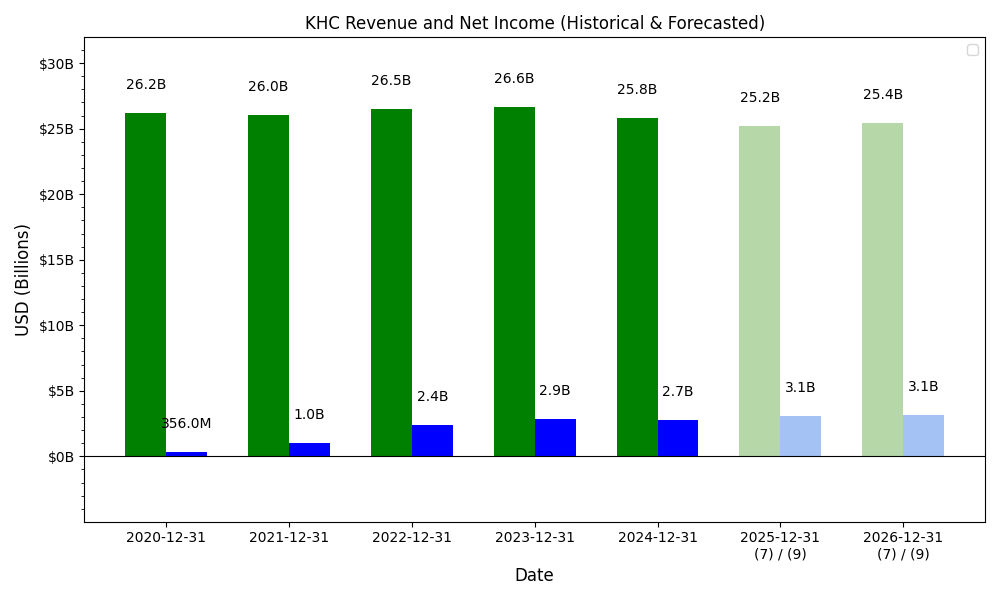 KHC Revenue and Net Income (Historical & Forecasted)
USD (Billions)
$30B
$25B
$20B
$15B
$10B
$5B
$0B
26.2B
356.0M
26.0B
1.0B
26.5B
2.4B
26.6B
2.9B
25.8B
2.7B
25.2B
3.1B
25.4B
3.1B
2020-12-31
2021-12-31
2022-12-31
2023-12-31
2024-12-31
2025-12-31
(7) / (9)
2026-12-31
(7) / (9)
Date